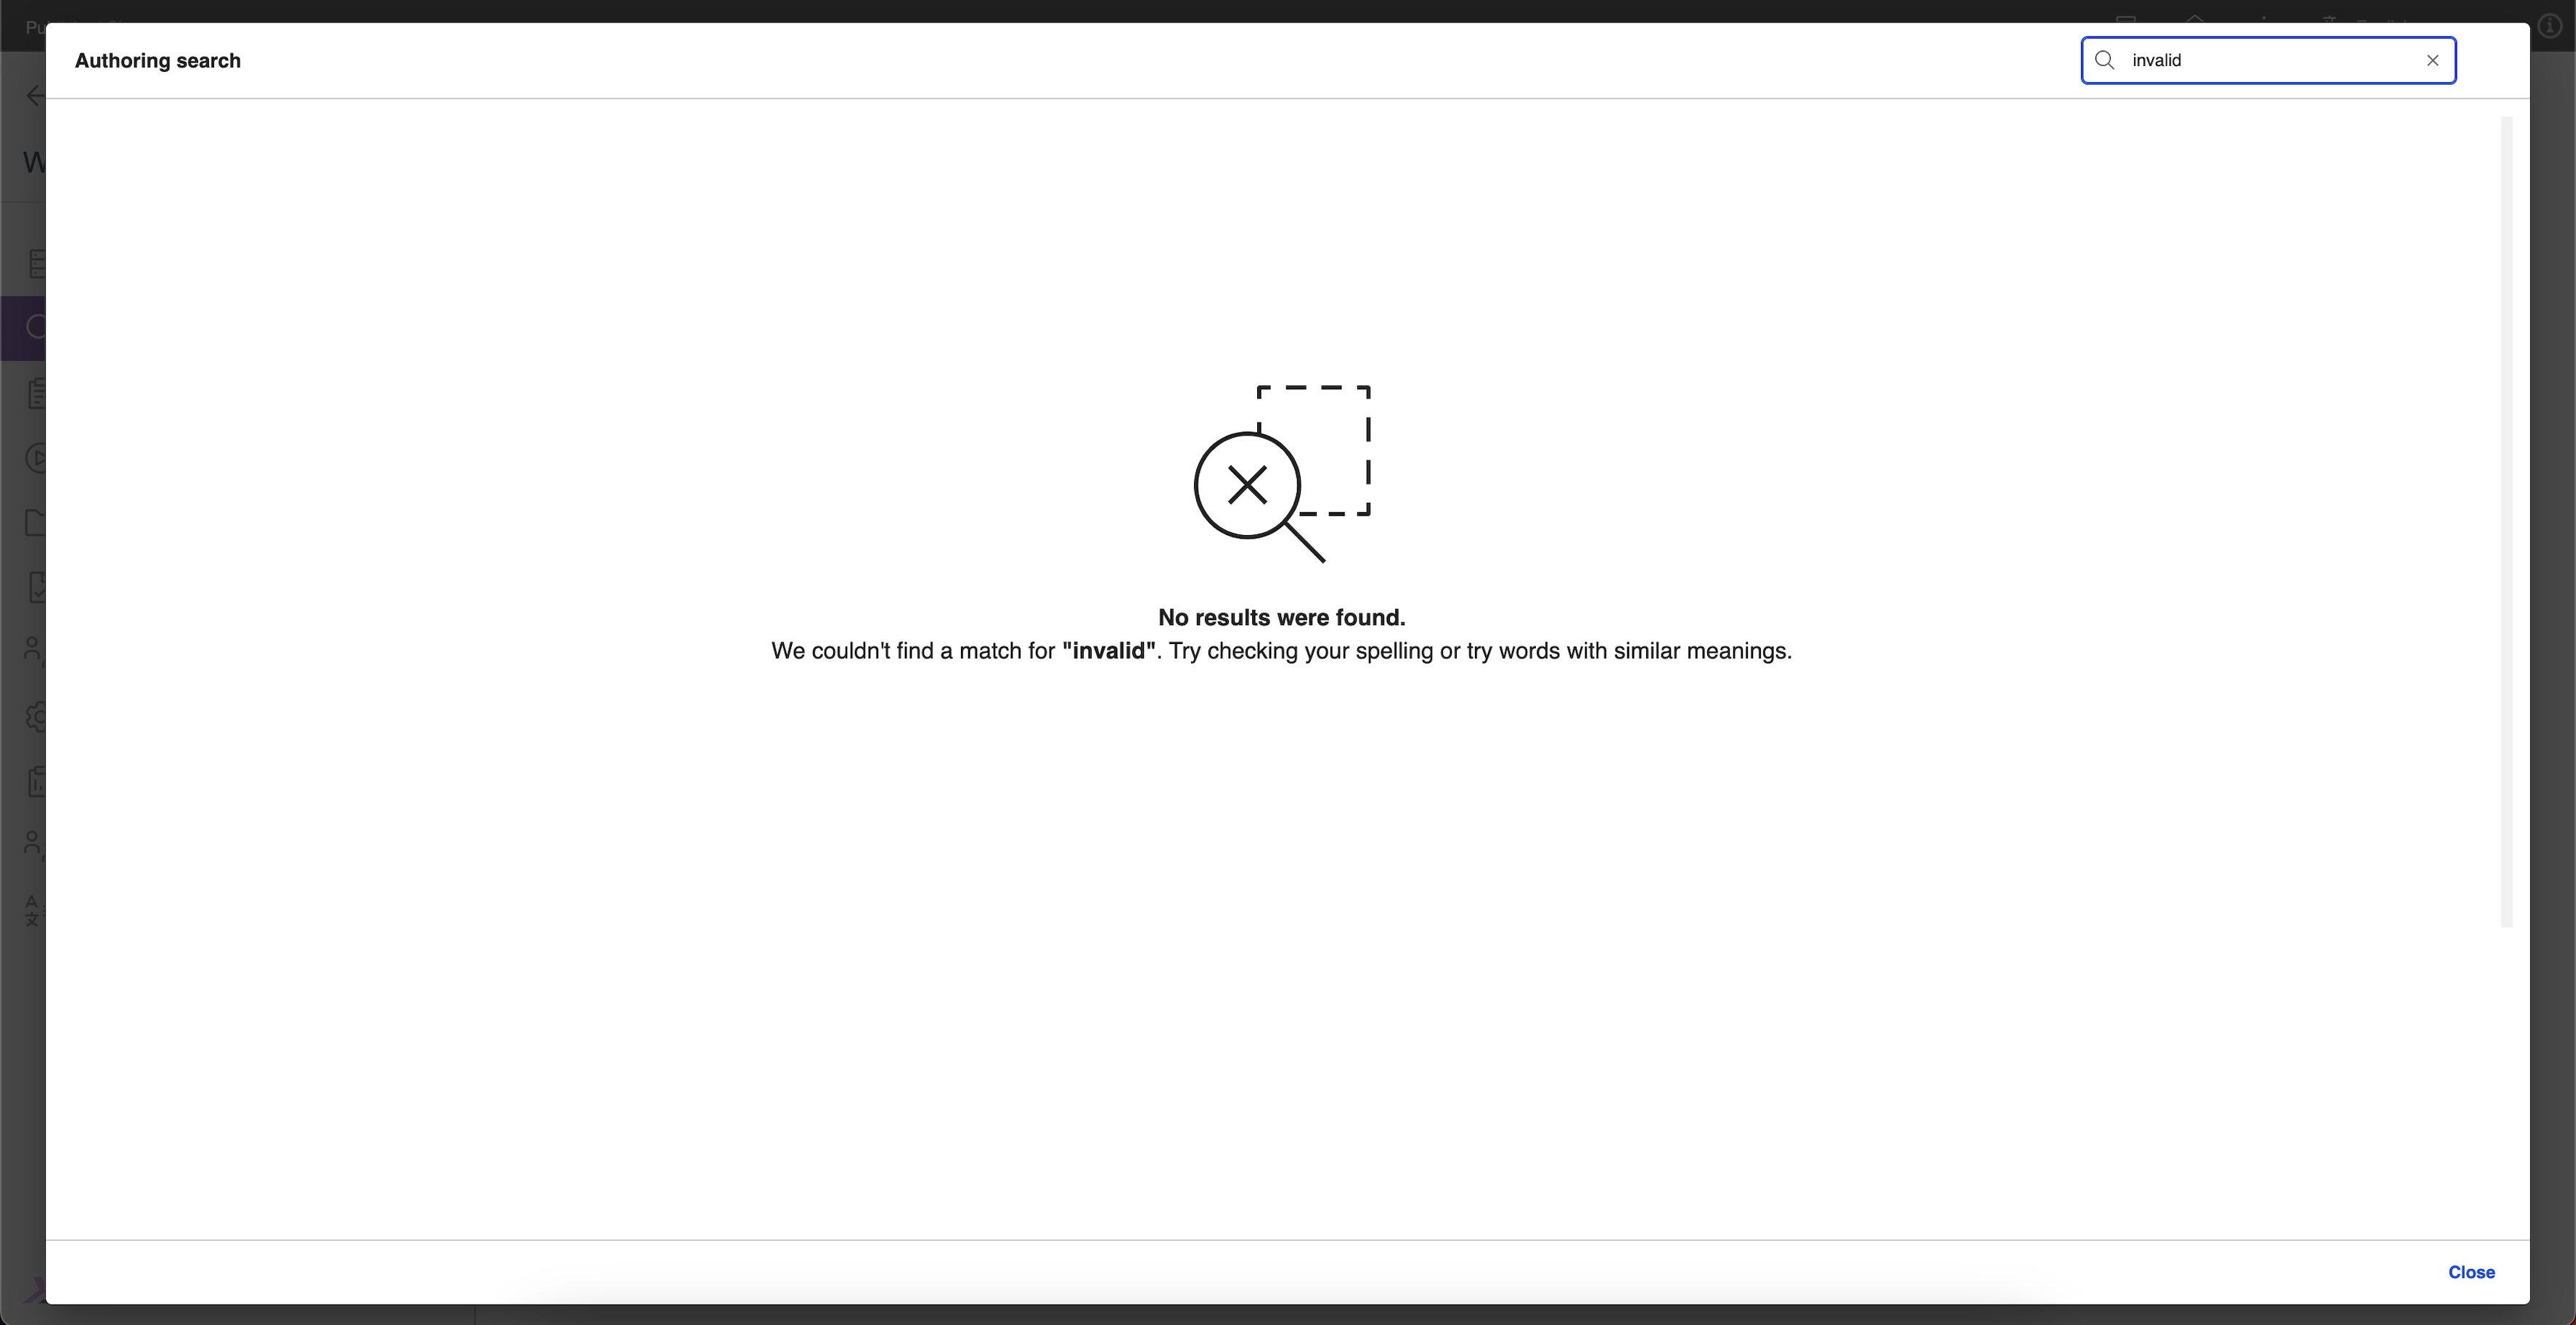 Authoring search
invalid
No results were found.
We couldn't find a match for "invalid". Try checking your spelling or try words with similar meanings.
Close